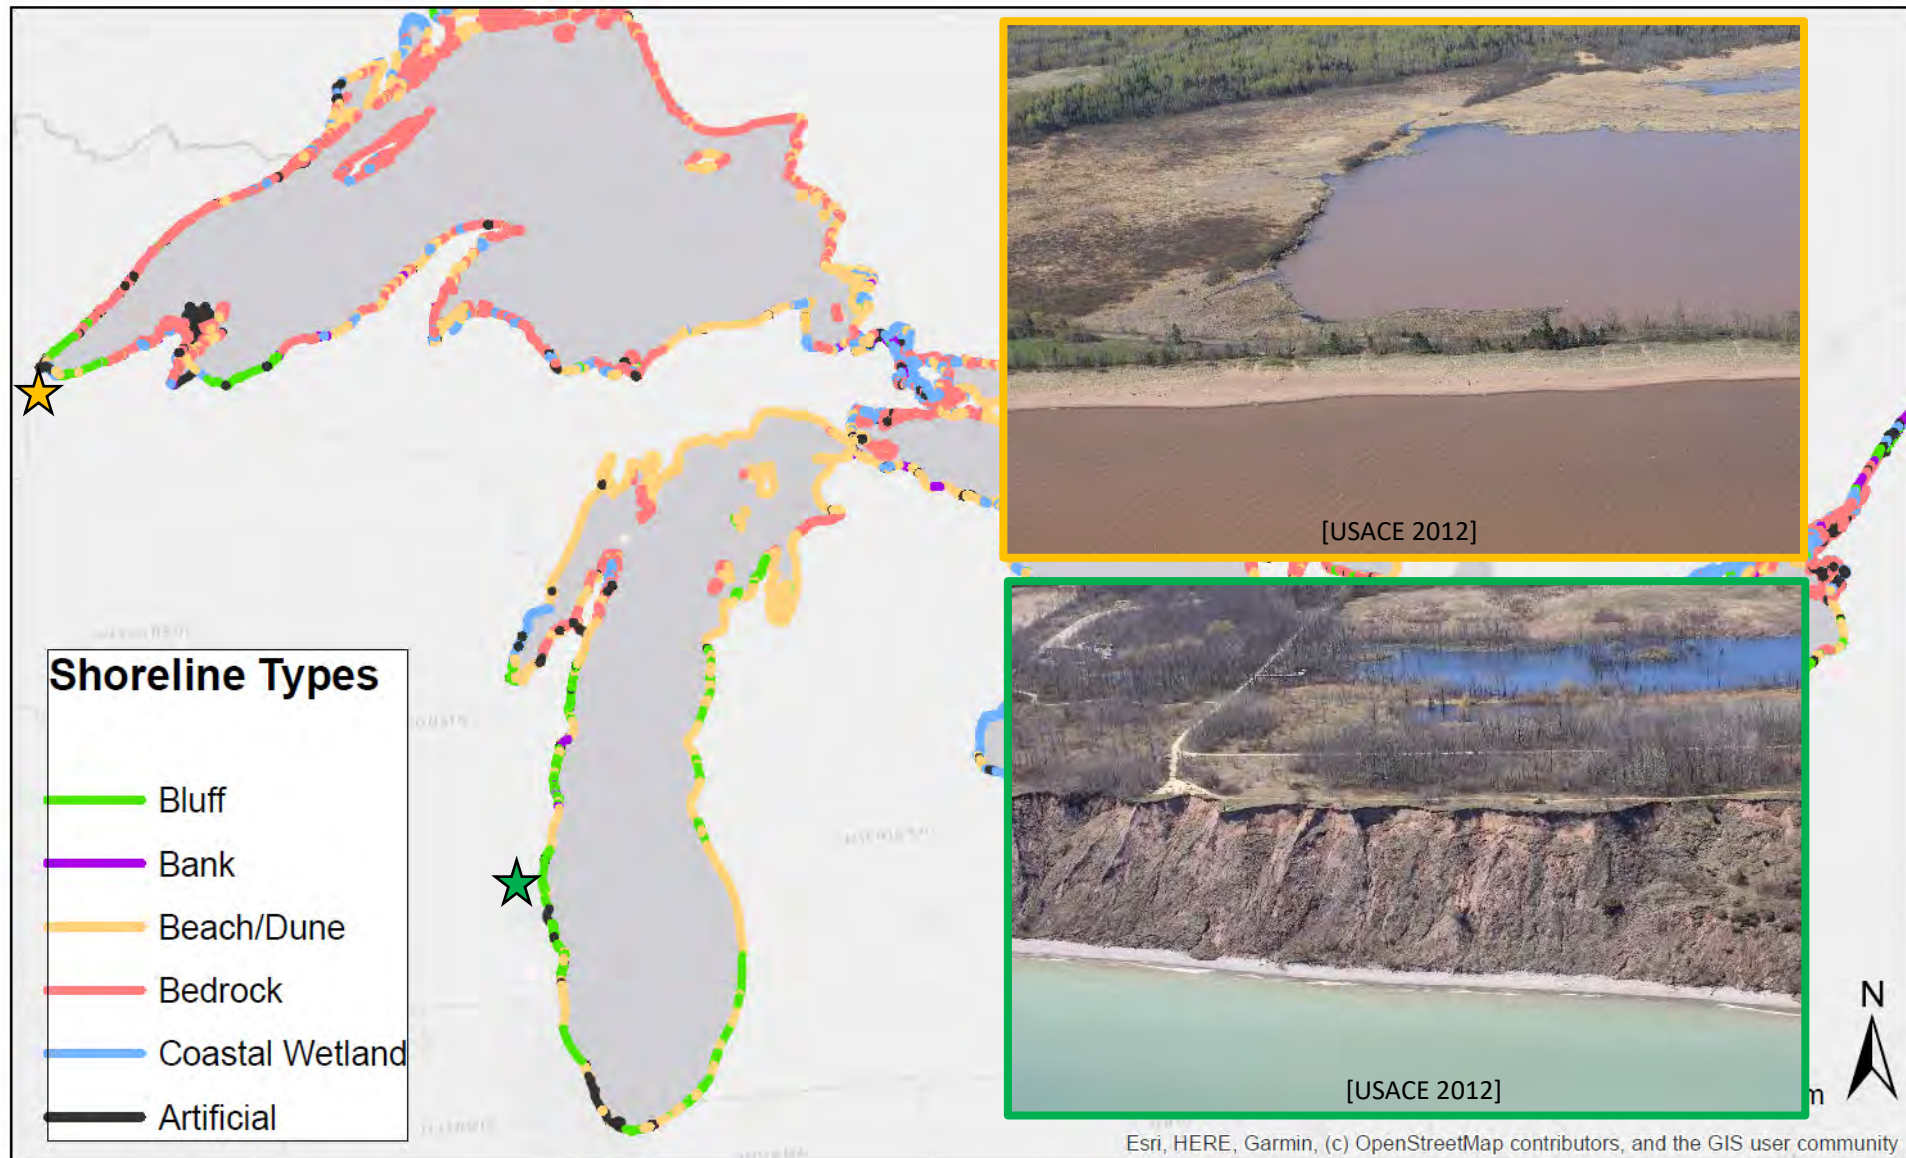 [USACE 2012]
Shoreline Types
Bluff
Bank
Beach/Dune
Bedrock
Coastal Wetland
Artificial
[USACE 2012]
N
m
Esri, HERE, Garmin, (c) OpenStreetMap contributors, and the GIS user community